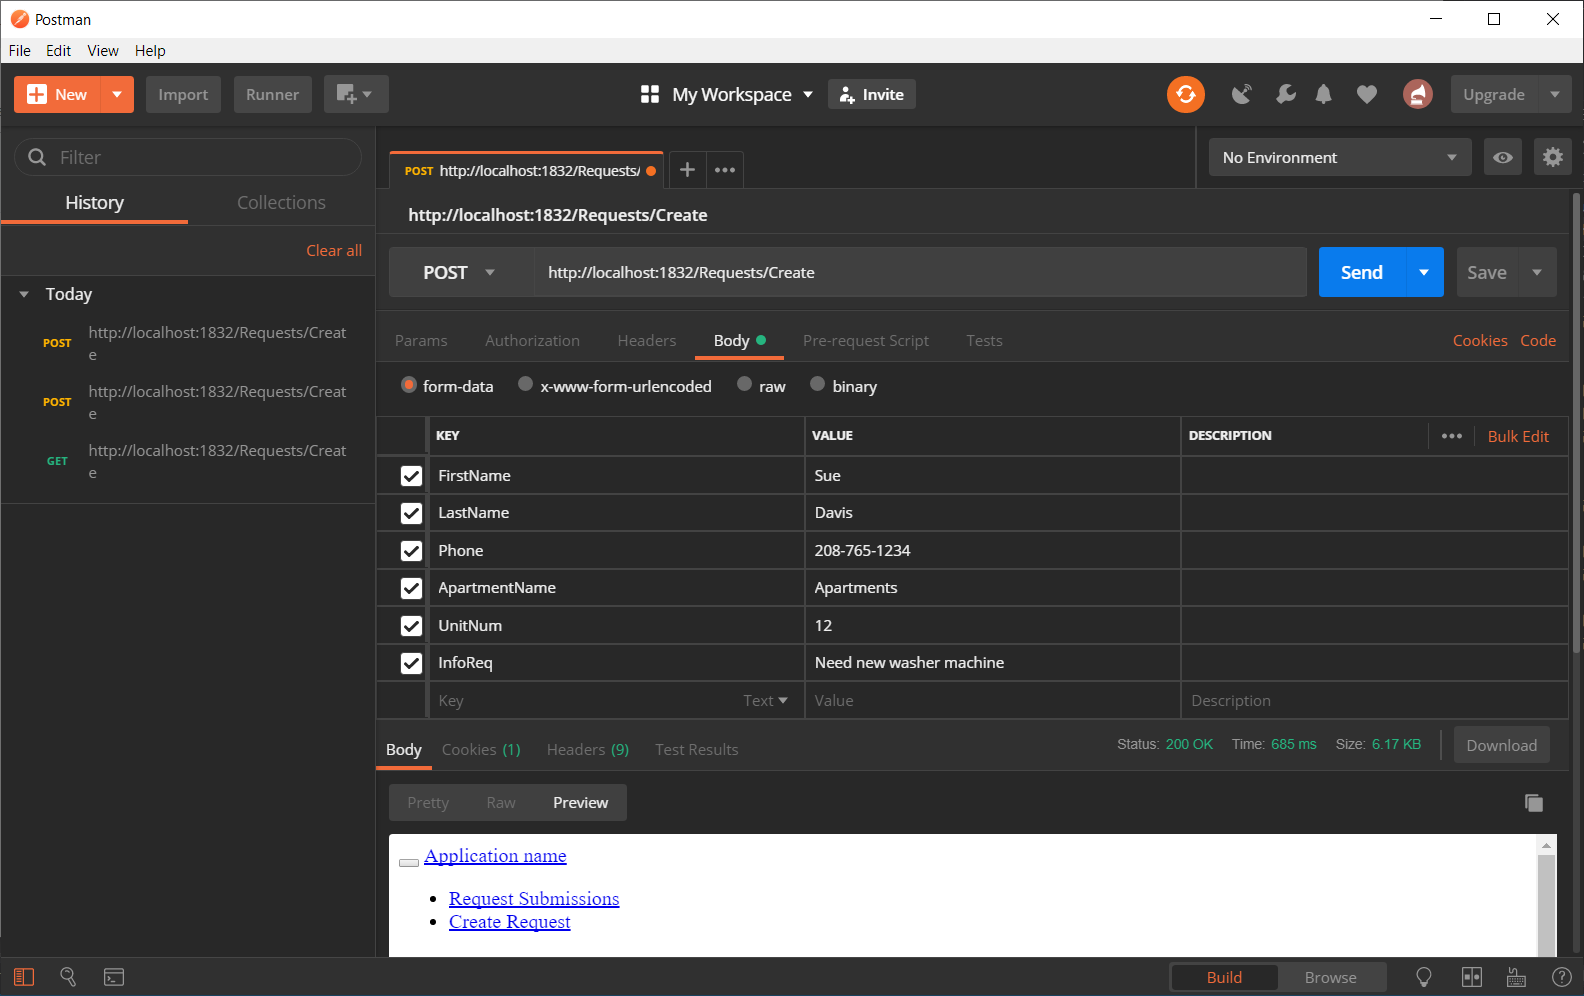 Postman
File Edit View Help
New Import Runner My Workspace Invite Upgrade
Filter
History Collections
Clear all
Today
POST http://localhost:1832/Requests/Creat
e
POST http://localhost:1832/Requests/Creat
e
GET http://localhost:1832/Requests/Creat
e
POST http://localhost:1832/Requests/ + •••
No Environment
http://localhost:1832/Requests/Create
POST http://localhost:1832/Requests/Create Send Save
Params Authorization Headers Body Pre-request Script Tests Cookies Code
form-data x-www-form-urlencoded raw binary
KEY VALUE DESCRIPTION ••• Bulk Edit
FirstName Sue
LastName Davis
Phone 208-765-1234
ApartmentName Apartments
UnitNum 12
InfoReq Need new washer machine
Key Text Value Description
Body Cookies (1) Headers (9) Test Results Status: 200 OK Time: 685 ms Size: 6.17 KB Download
Pretty Raw Preview
Application name
• Request Submissions
• Create Request
Build Browse